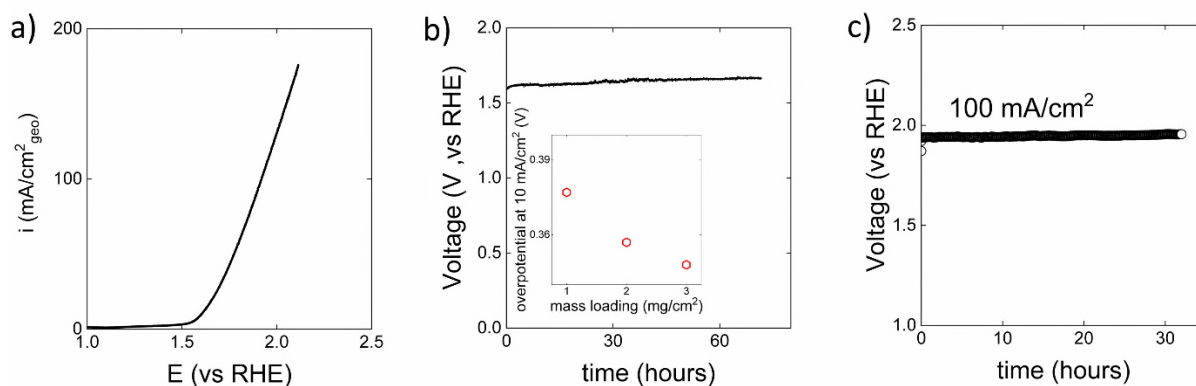 a)
200
100
0
1.0
1.5
2.0
2.5
i (mA/cm²geo)
E (vs RHE)
b)
2.0
1.5
1.0
0.5
0.0
0
30
60
Voltage (V ,vs RHE)
time (hours)
overpotential at 10 mA/cm² (V)
0.39
0.36
1
2
3
mass loading (mg/cm²)
c)
2.5
2.0
1.5
1.0
0
10
20
30
Voltage (vs RHE)
100 mA/cm²
time (hours)